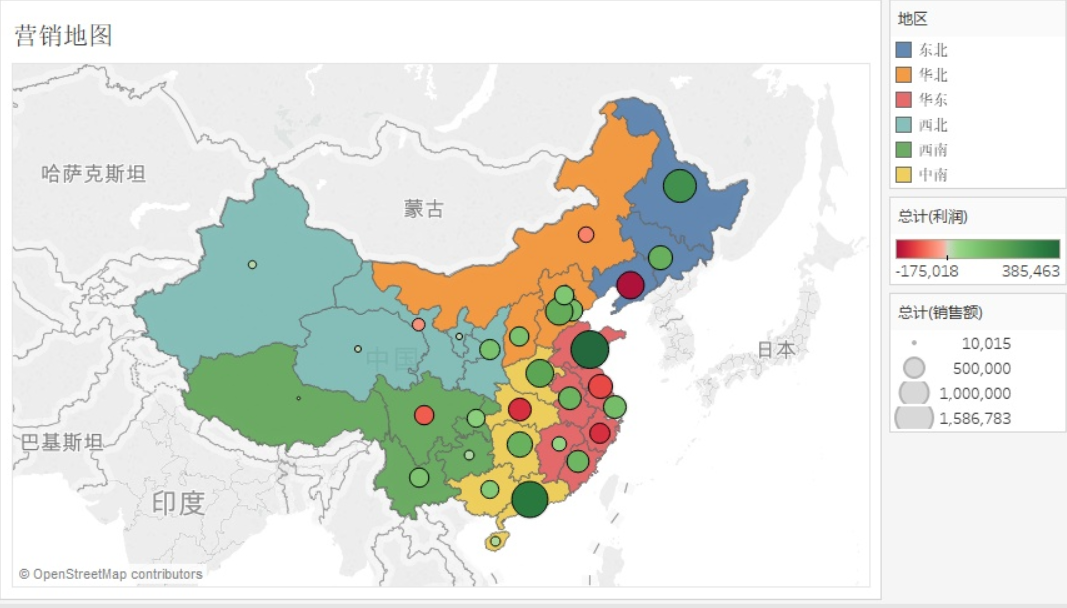 营销地图
哈萨克斯坦
蒙古
中国
日本
巴基斯坦
印度
© OpenStreetMap contributors
地区
东北
华北
华东
西北
西南
中南
总计(利润)
-175,018 385,463
总计(销售额)
10,015
500,000
1,000,000
1,586,783